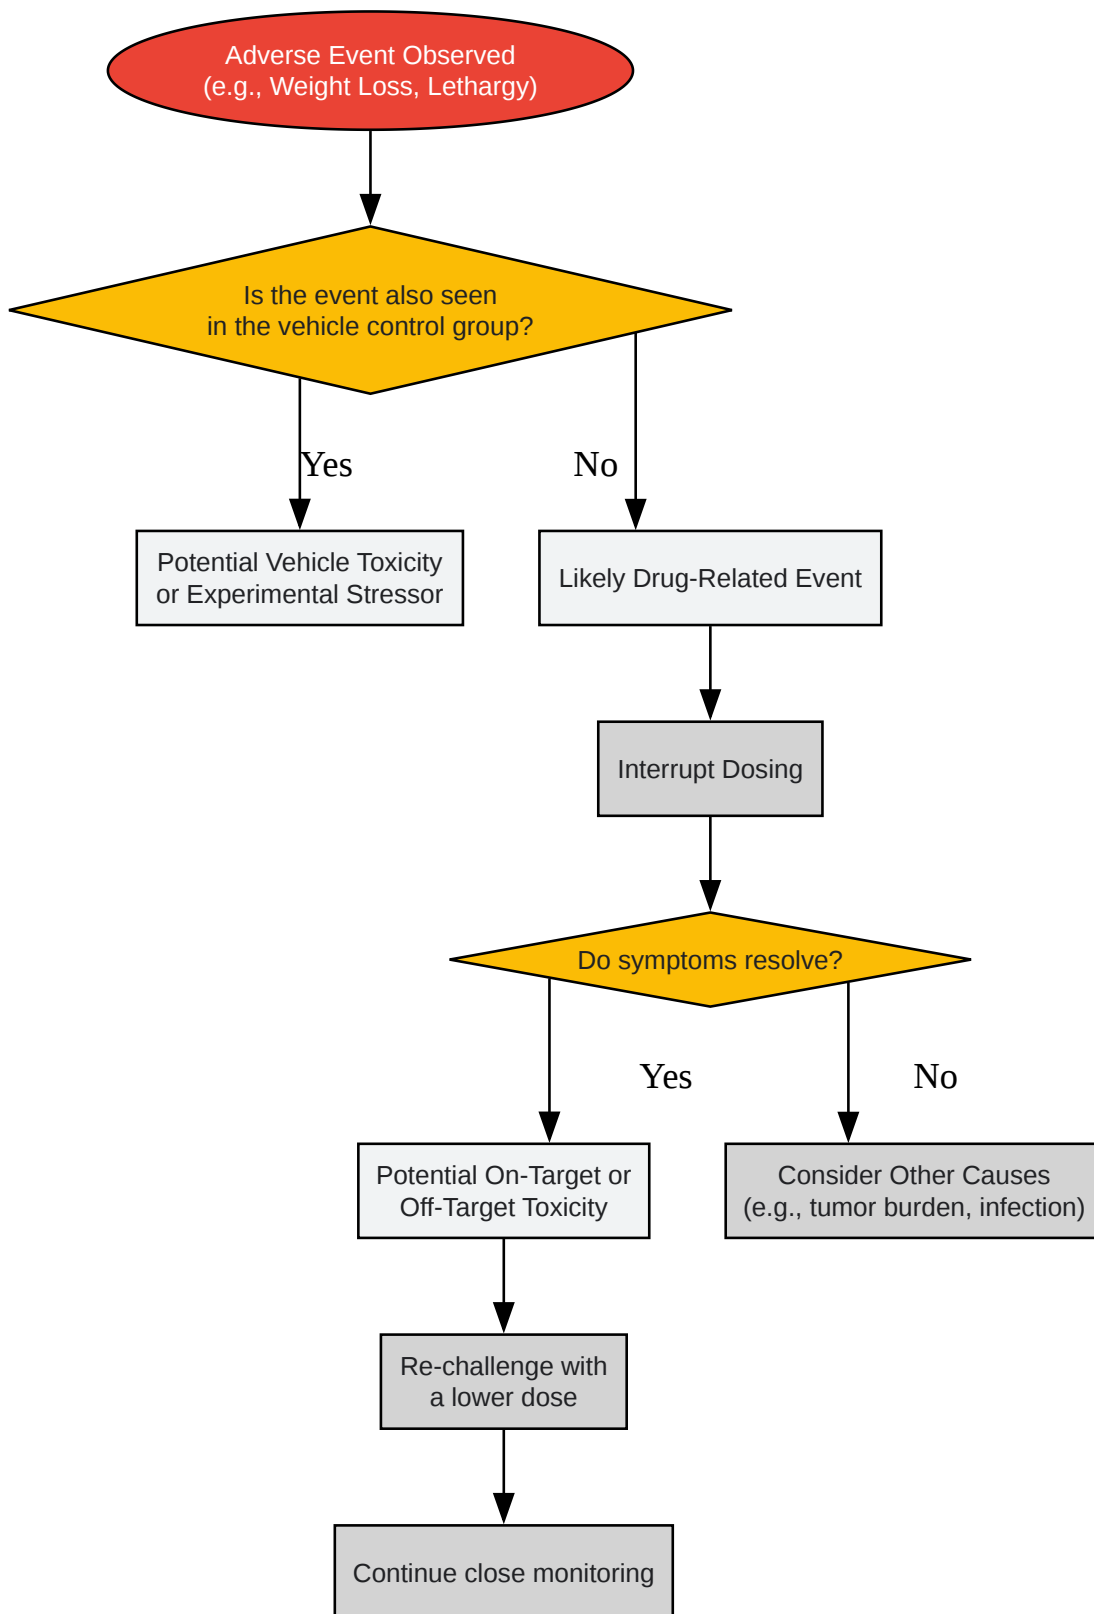 Adverse Event Observed
(e.g., Weight Loss, Lethargy)
Is the event also seen
in the vehicle control group?
Yes
No
Potential Vehicle Toxicity
or Experimental Stressor
Likely Drug-Related Event
Interrupt Dosing
Do symptoms resolve?
Yes
No
Potential On-Target or
Off-Target Toxicity
Consider Other Causes
(e.g., tumor burden, infection)
Re-challenge with
a lower dose
Continue close monitoring